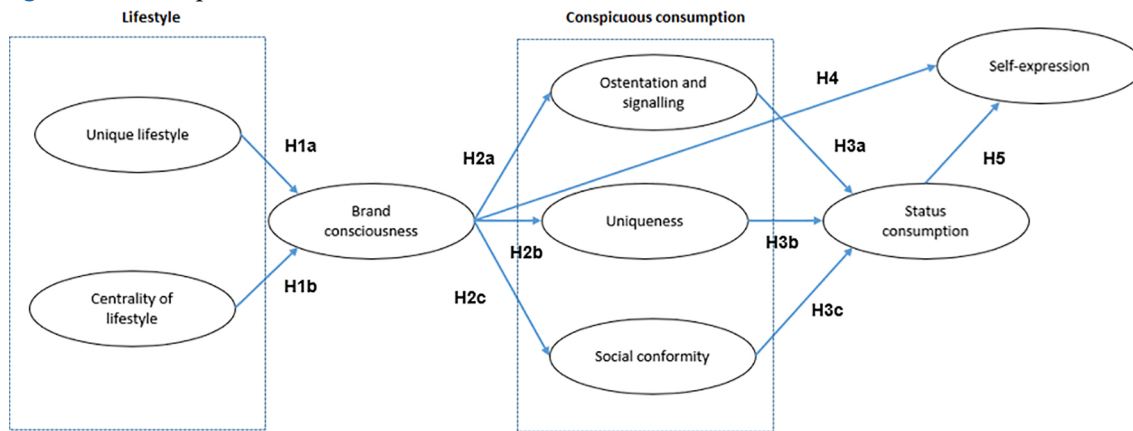 Lifestyle
Conspicuous consumption
Unique lifestyle
Centrality of
lifestyle
H1a
H1b
Brand
consciousness
H2a
H2b
H2c
Ostentation and
signalling
Uniqueness
Social conformity
H4
H3a
H3b
H3c
Status
consumption
H5
Self-expression